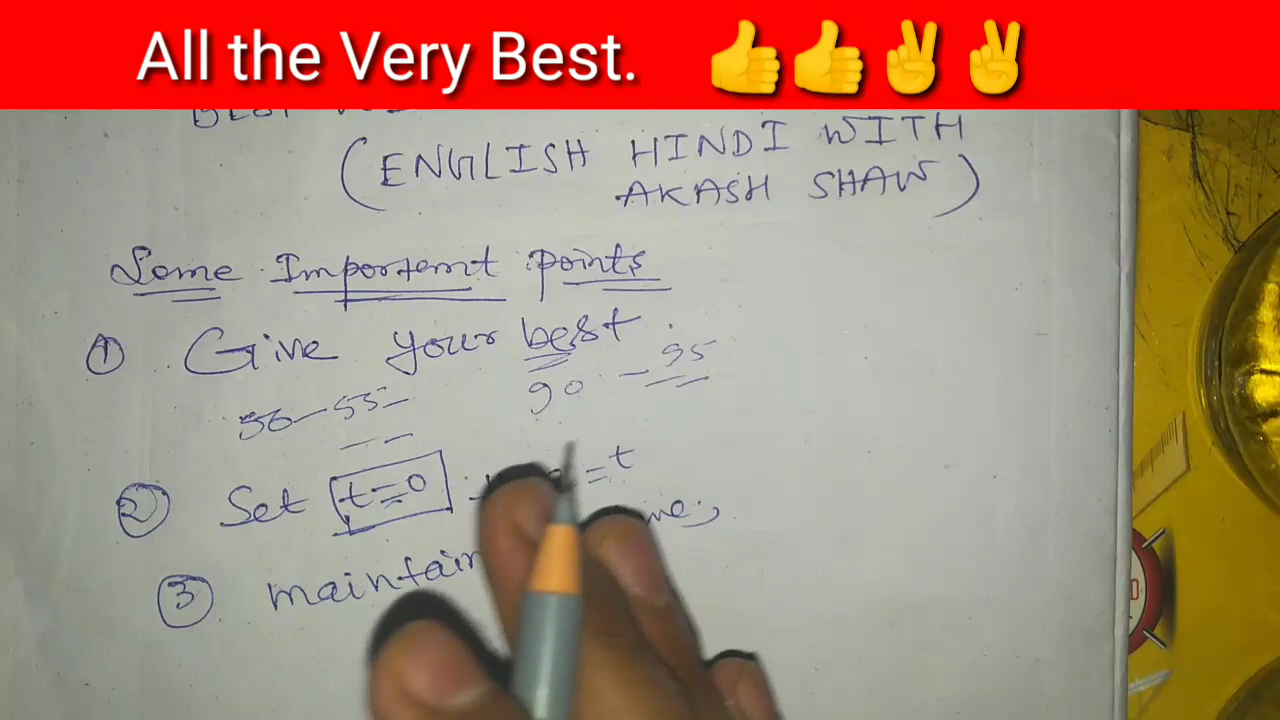 All the Very Best. 👍👍✌✌
(ENGLISH HINDI WITH
AKASH SHAW)
Some Important points
① Give your best
50-55 90-95
② Set t=0 =t
③ maintain